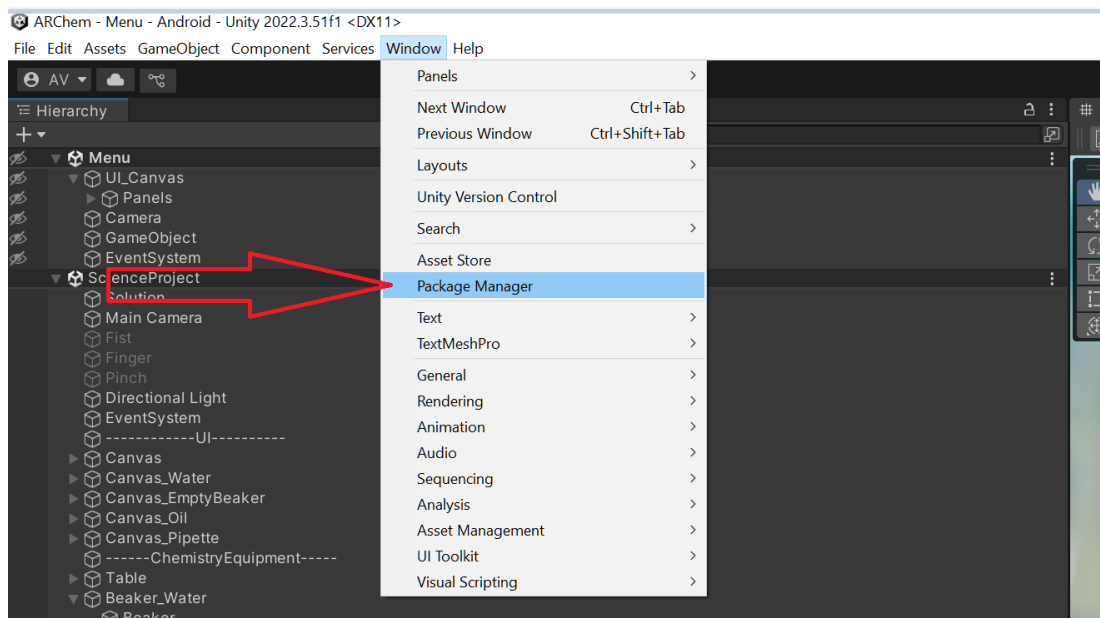 ARChem - Menu - Android - Unity 2022.3.51f1 <DX11>
File Edit Assets GameObject Component Services Window Help
AV
Hierarchy
Menu
UI_Canvas
Panels
Camera
GameObject
EventSystem
ScienceProject
Solution
Main Camera
Fist
Finger
Pinch
Directional Light
EventSystem
------------UI----------
Canvas
Canvas_Water
Canvas_EmptyBeaker
Canvas_Oil
Canvas_Pipette
------ChemistryEquipment-----
Table
Beaker_Water
Beaker
Panels
Next Window Ctrl+Tab
Previous Window Ctrl+Shift+Tab
Layouts
Unity Version Control
Search
Asset Store
Package Manager
Text
TextMeshPro
General
Rendering
Animation
Audio
Sequencing
Analysis
Asset Management
UI Toolkit
Visual Scripting